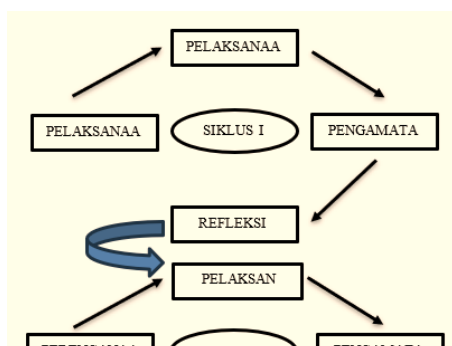 PELAKSANAA
PELAKSANAA
SIKLUS I
PENGAMATA
REFLEKSI
PELAKSAN